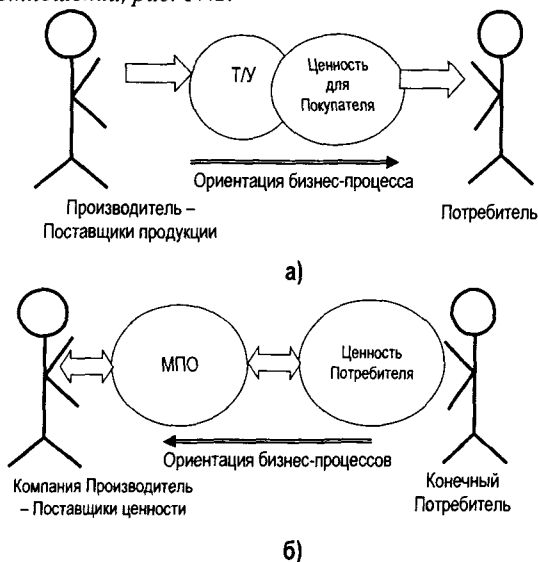 Т/У
Ценность
для
Покупателя
Ориентация бизнес-процесса
Производитель –
Поставщики продукции
Потребитель
а)
МПО
Ценность
Потребителя
Ориентация бизнес-процессов
Компания Производитель
– Поставщики ценности
Конечный
Потребитель
б)